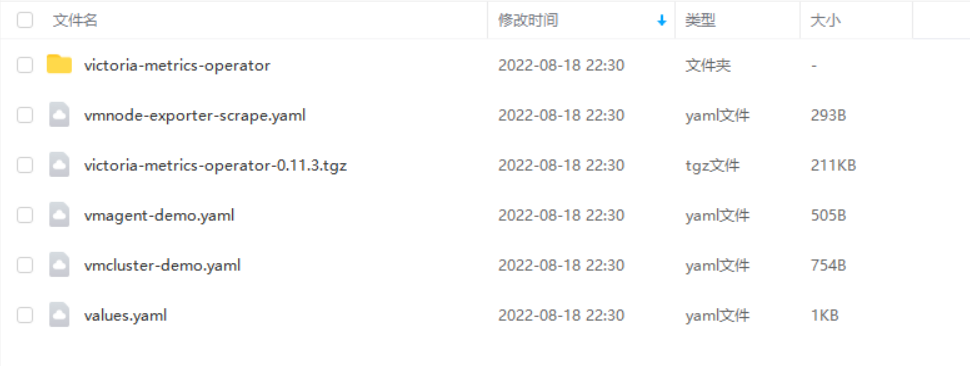 文件名 修改时间 类型 大小
victoria-metrics-operator 2022-08-18 22:30 文件夹 -
vmnode-exporter-scrape.yaml 2022-08-18 22:30 yaml文件 293B
victoria-metrics-operator-0.11.3.tgz 2022-08-18 22:30 tgz文件 211KB
vmagent-demo.yaml 2022-08-18 22:30 yaml文件 505B
vmcluster-demo.yaml 2022-08-18 22:30 yaml文件 754B
values.yaml 2022-08-18 22:30 yaml文件 1KB